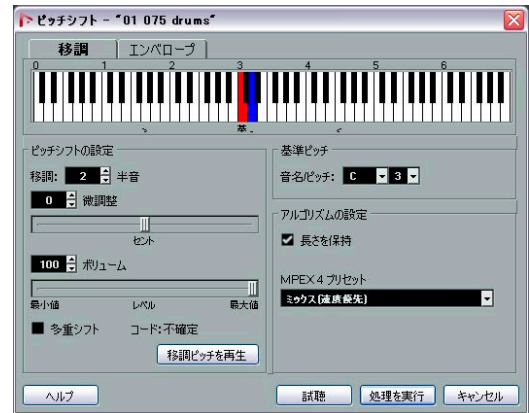 ピッチシフト - "01 075 drums"
移調 エンベロープ
0 1 2 3 4 5 6
基.
ピッチシフトの設定
移調: 2 半音
0 微調整
セント
100 ボリューム
最小値 レベル 最大値
多重シフト コード:不確定
移調ピッチを再生
基準ピッチ
音名/ピッチ: C 3
アルゴリズムの設定
長さを保持
MPEX 4 プリセット
ミックス(速度優先)
ヘルプ 試聴 処理を実行 キャンセル